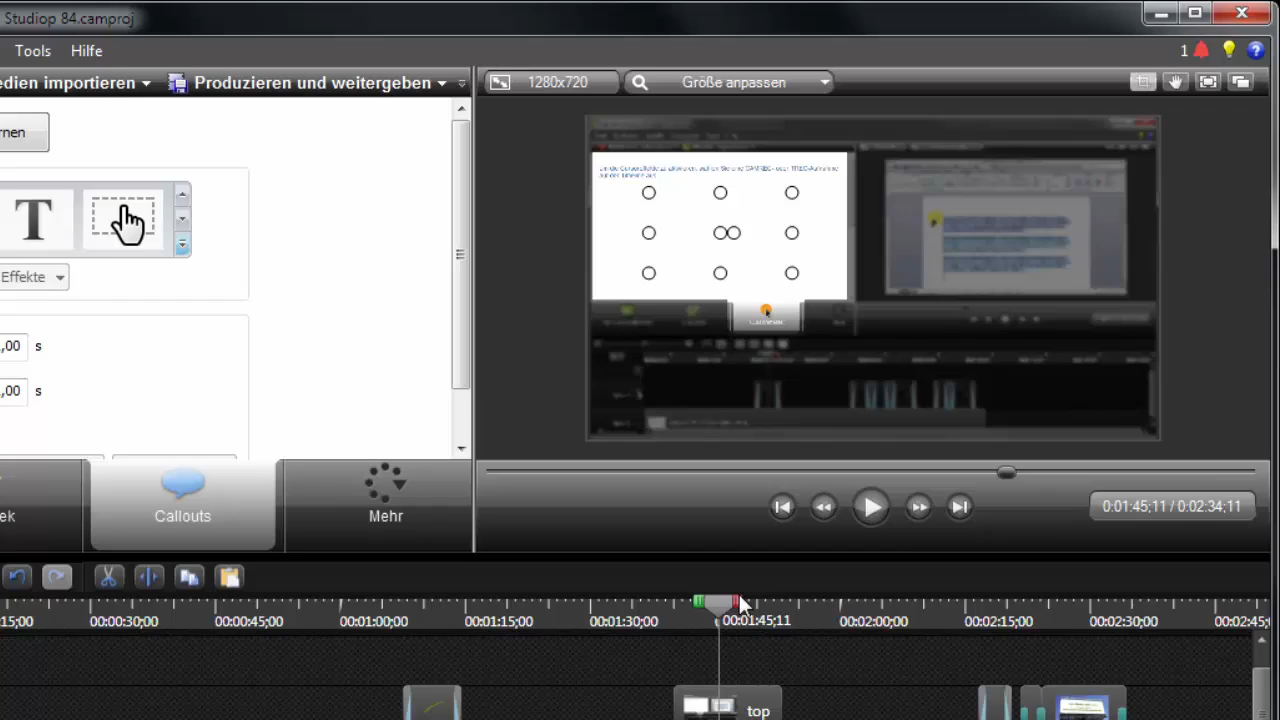 Studiop 84.camproj
Tools Hilfe
1
edien importieren Produzieren und weitergeben
1280x720 Größe anpassen
rnen
T
Effekte
,00 s
,00 s
ek Callouts Mehr
0:01:45;11 / 0:02:34;11
:15;00 00:00:30;00 00:00:45;00 00:01:00;00 00:01:15;00 00:01:30;00 00:01:45;11 00:02:00;00 00:02:15;00 00:02:30;00 00:02:45;0
top